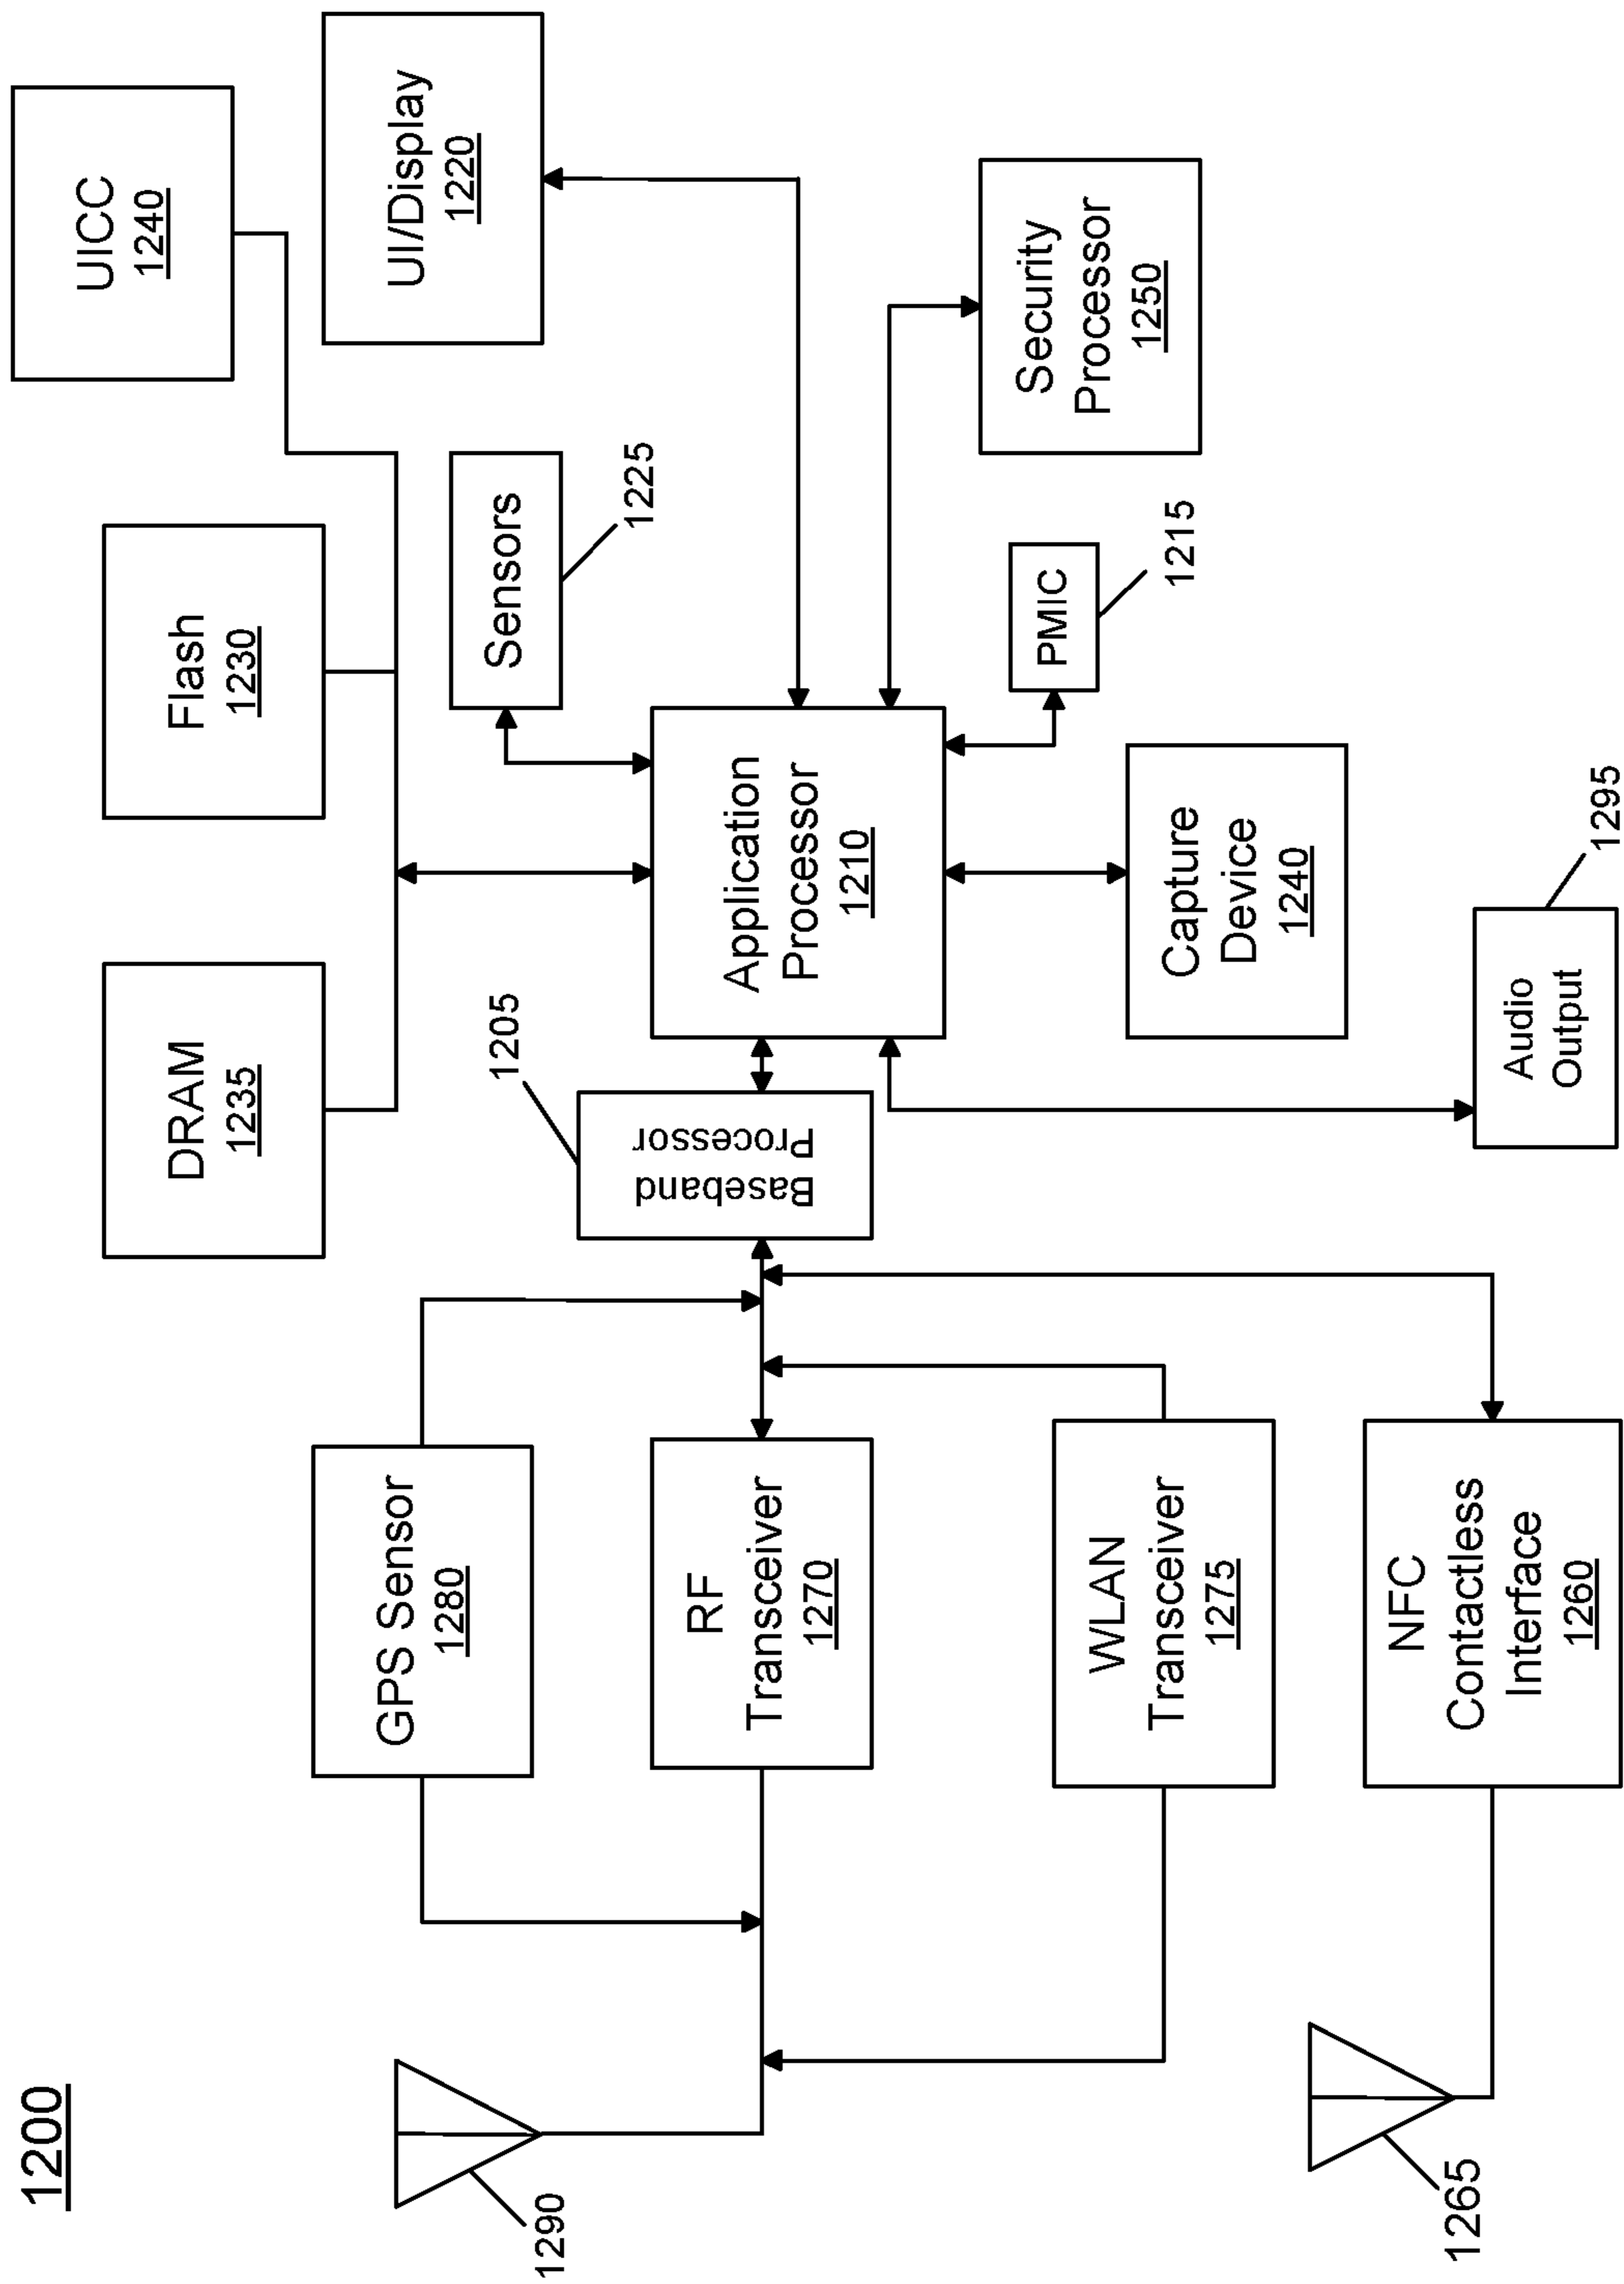 1200
UICC
1240
Flash
1230
DRAM
1235
UI/Display
1220
Sensors
1225
1205
GPS Sensor
1280
Application
Processor
1210
Baseband
Processor
RF
Transceiver
1270
1290
Security
Processor
1250
PMIC
1215
Capture
Device
1240
WLAN
Transceiver
1275
Audio
Output
1295
NFC
Contactless
Interface
1260
1265